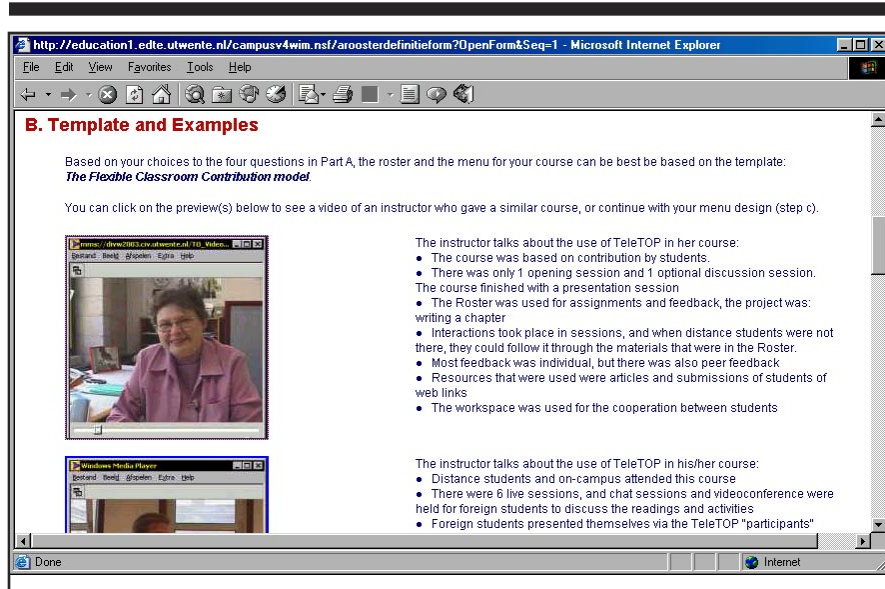 http://education1.edte.utwente.nl/campusv4wim.nsf/aroosterdefinitieform?OpenForm&Seq=1 - Microsoft Internet Explorer
File Edit View Favorites Tools Help
B. Template and Examples
Based on your choices to the four questions in Part A, the roster and the menu for your course can be best be based on the template:
The Flexible Classroom Contribution model.
You can click on the preview(s) below to see a video of an instructor who gave a similar course, or continue with your menu design (step c).
mms://divw2003.civ.utwente.nl/TO_Video...
Bestand Beeld Afspelen Extra Help
The instructor talks about the use of TeleTOP in her course:
● The course was based on contribution by students.
● There was only 1 opening session and 1 optional discussion session.
The course finished with a presentation session
● The Roster was used for assignments and feedback, the project was:
writing a chapter
● Interactions took place in sessions, and when distance students were not
there, they could follow it through the materials that were in the Roster.
● Most feedback was individual, but there was also peer feedback
● Resources that were used were articles and submissions of students of
web links
● The workspace was used for the cooperation between students
Windows Media Player
Bestand Beeld Afspelen Extra Help
The instructor talks about the use of TeleTOP in his/her course:
● Distance students and on-campus attended this course
● There were 6 live sessions, and chat sessions and videoconference were
held for foreign students to discuss the readings and activities
● Foreign students presented themselves via the TeleTOP "participants"
Done
Internet